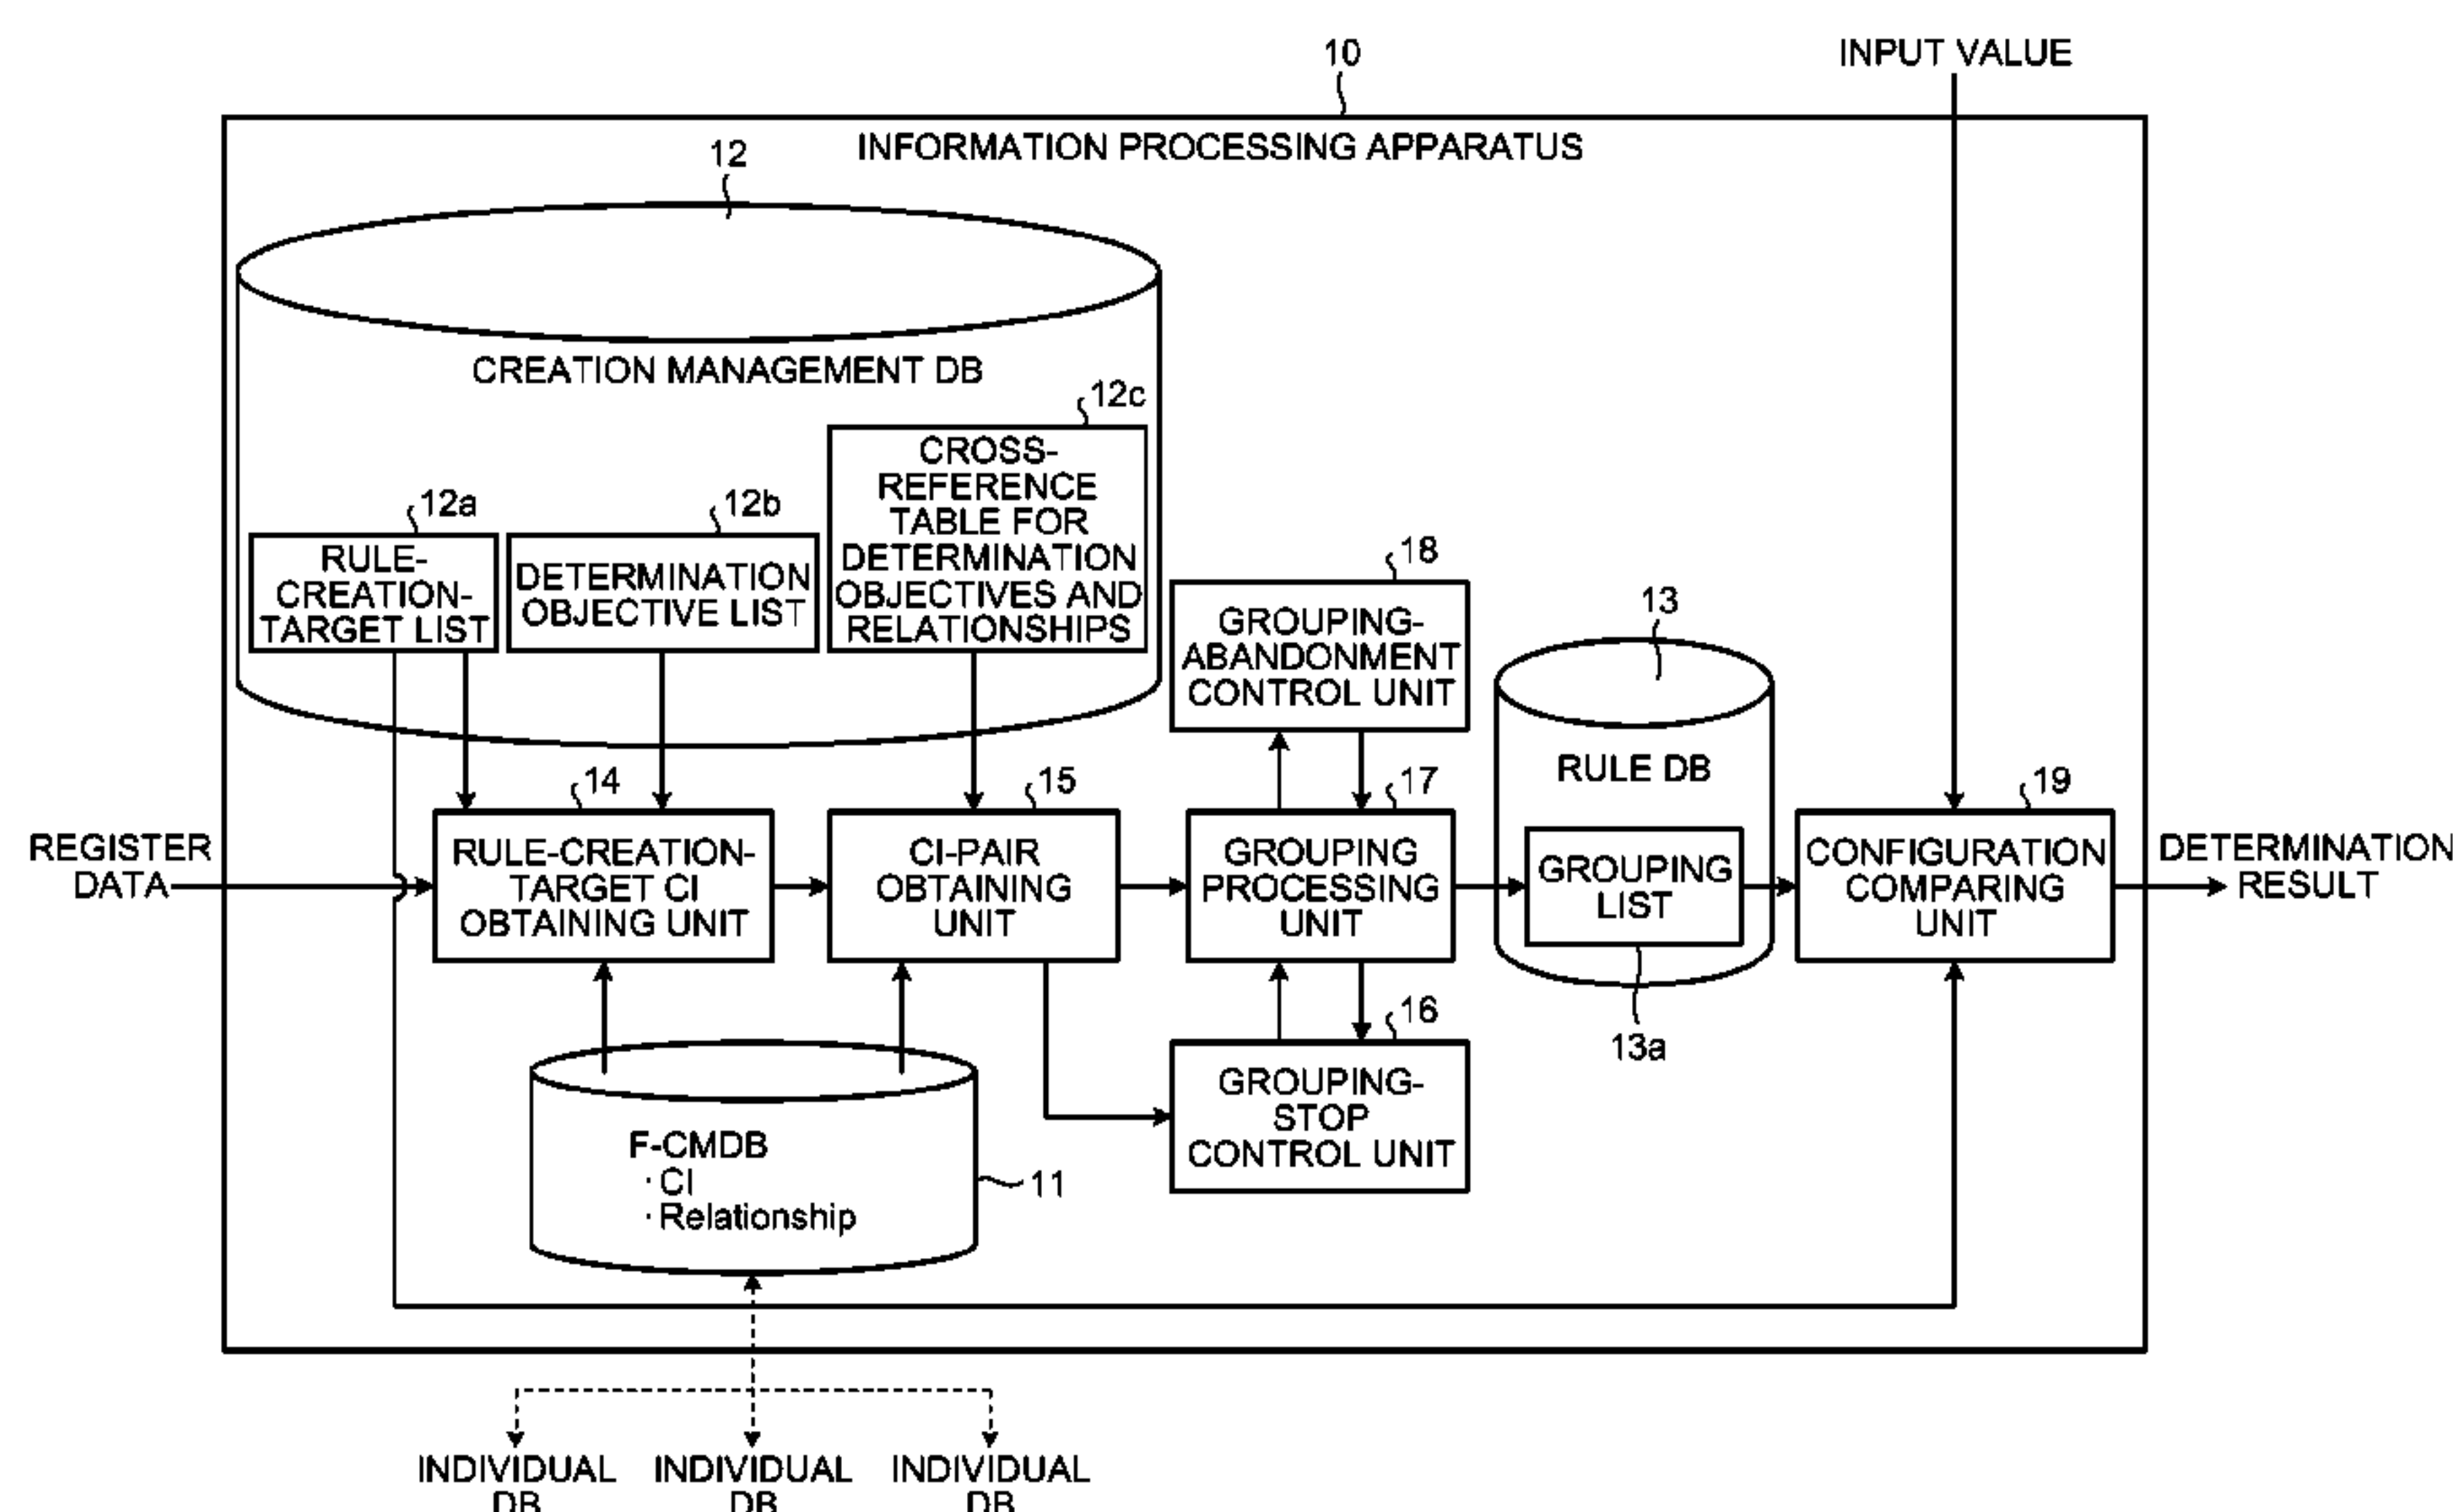 10
INPUT VALUE
INFORMATION PROCESSING APPARATUS
12
CREATION MANAGEMENT DB
12c
CROSS-
REFERENCE
TABLE FOR
DETERMINATION
OBJECTIVES AND
RELATIONSHIPS
12a
RULE-
CREATION-
TARGET LIST
12b
DETERMINATION
OBJECTIVE LIST
18
GROUPING-
ABANDONMENT
CONTROL UNIT
13
RULE DB
REGISTER
DATA
14
RULE-CREATION-
TARGET CI
OBTAINING UNIT
15
CI-PAIR
OBTAINING
UNIT
17
GROUPING
PROCESSING
UNIT
GROUPING
LIST
13a
19
CONFIGURATION
COMPARING
UNIT
DETERMINATION
RESULT
16
GROUPING-
STOP
CONTROL UNIT
F-CMDB
· CI
· Relationship
11
INDIVIDUAL
DB
INDIVIDUAL
DB
INDIVIDUAL
DB